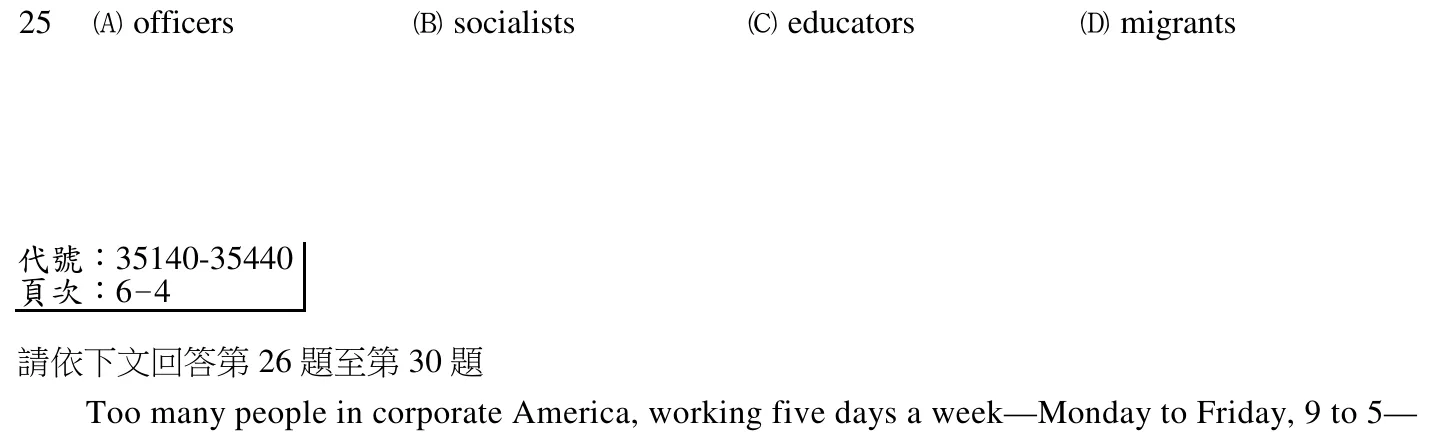 25 (A) officers (B) socialists (C) educators (D) migrants
代號：35140-35440
頁次：6-4
請依下文回答第 26 題至第 30 題
Too many people in corporate America, working five days a week—Monday to Friday, 9 to 5—